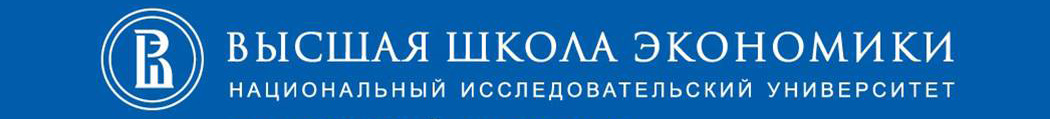 ВЫСШАЯ ШКОЛА ЭКОНОМИКИ
НАЦИОНАЛЬНЫЙ ИССЛЕДОВАТЕЛЬСКИЙ УНИВЕРСИТЕТ